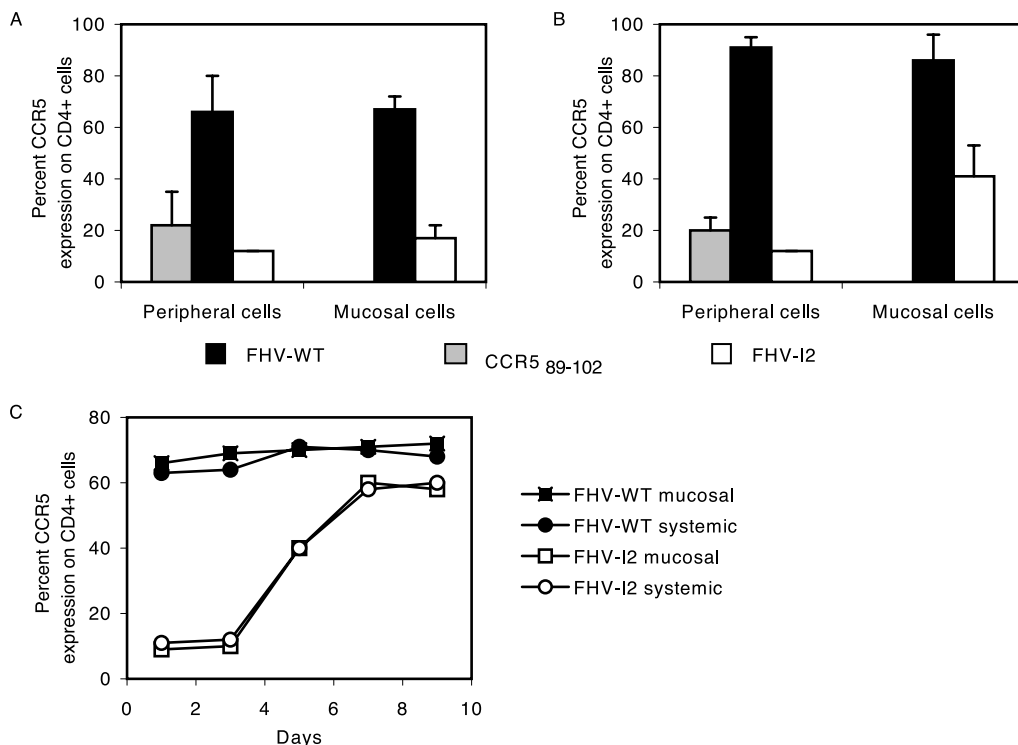 A
Percent CCR5
expression on CD4+ cells
100
80
60
40
20
0
Peripheral cells
Mucosal cells
B
Percent CCR5
expression on CD4+ cells
100
80
60
40
20
0
Peripheral cells
Mucosal cells
FHV-WT
CCR5 89-102
FHV-I2
C
Percent CCR5
expression on CD4+ cells
80
60
40
20
0
0
2
4
6
8
10
Days
FHV-WT mucosal
FHV-WT systemic
FHV-I2 mucosal
FHV-I2 systemic